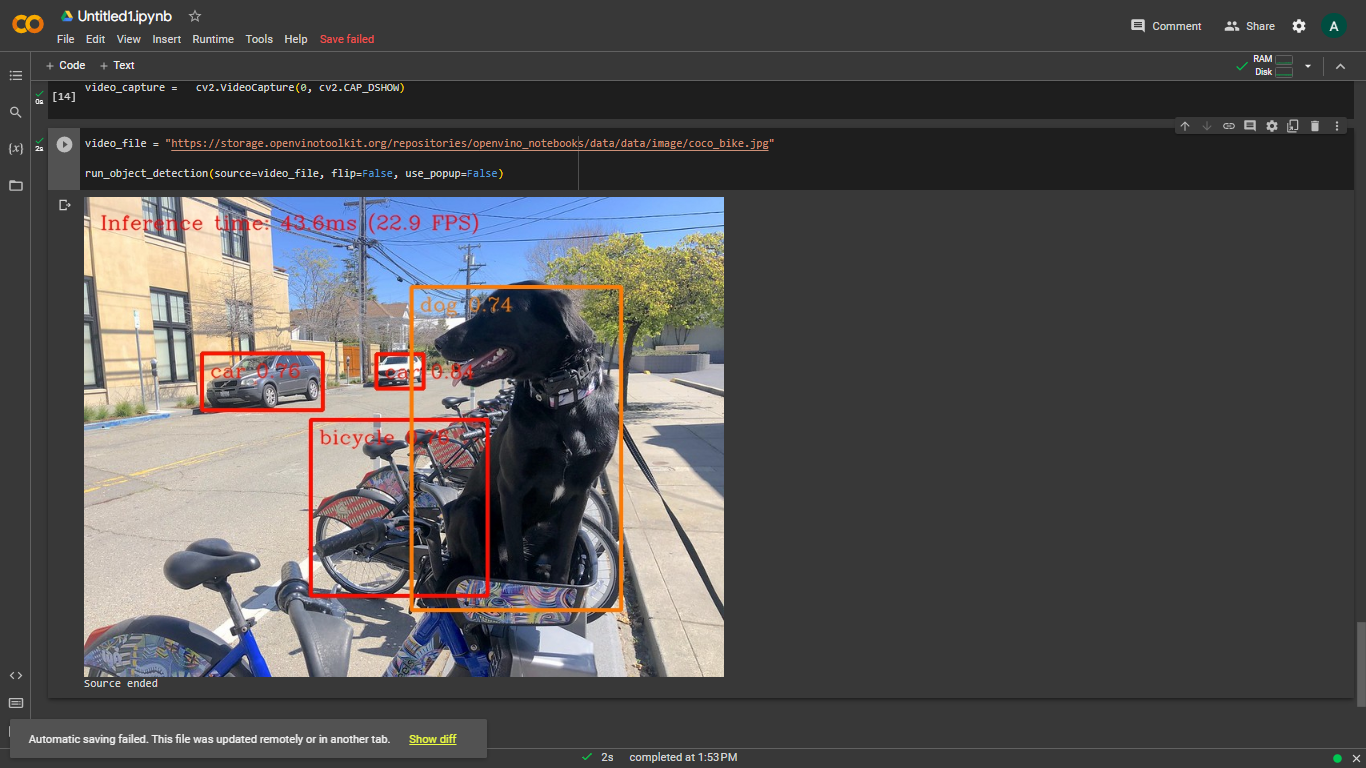 Untitled1.ipynb
File Edit View Insert Runtime Tools Help Save failed
Comment Share A
+ Code + Text
RAM
Disk
0s
[14]
video_capture = cv2.VideoCapture(0, cv2.CAP_DSHOW)
2s
{x}
video_file = "https://storage.openvinotoolkit.org/repositories/openvino_notebooks/data/data/image/coco_bike.jpg"
run_object_detection(source=video_file, flip=False, use_popup=False)
Inference time: 43.6ms (22.9 FPS)
dog 0.74
car 0.76
car 0.84
bicycle 0.78
Source ended
Automatic saving failed. This file was updated remotely or in another tab. Show diff
2s completed at 1:53 PM